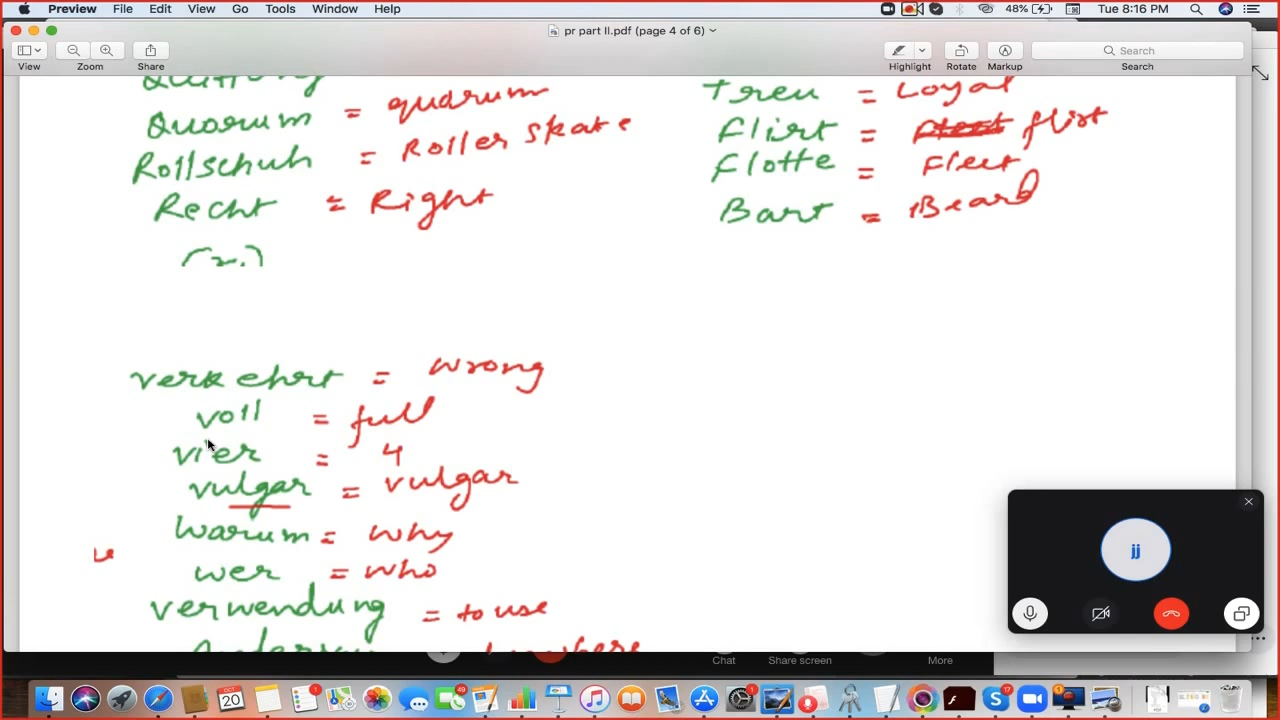 Preview File Edit View Go Tools Window Help 48% Tue 8:16 PM
pr part II.pdf (page 4 of 6)
View Zoom Share Highlight Rotate Markup Search
Search
Quorum = qudrum
Rollschuh = Roller Skate
Recht = Right
(r.)
Treu = Loyal
Flirt = flirt
Flotte = Fleet
Bart = Beard
verkehrt = wrong
voll = full
vier = 4
vulgar = vulgar
Warum = why
wer = who
verwendung = to use
jj
Chat Share screen More
OCT 20